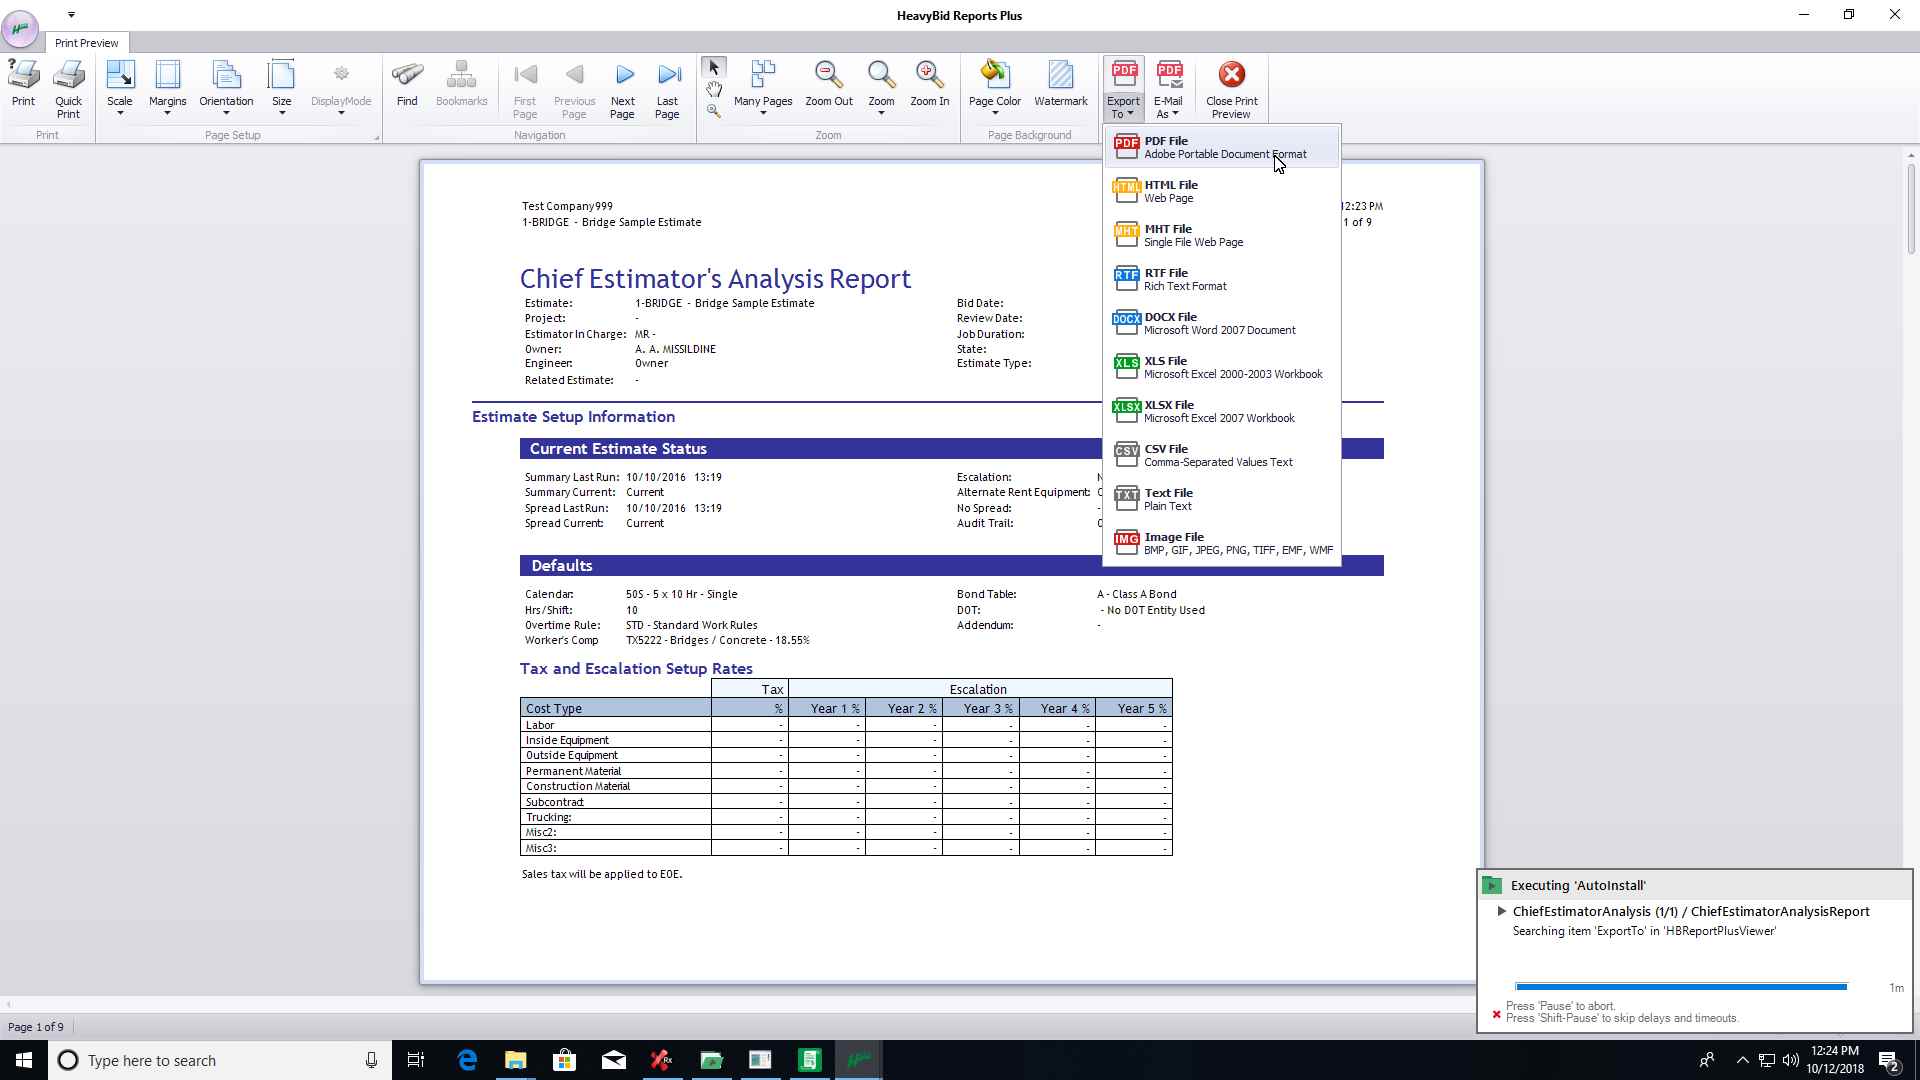 HeavyBid Reports Plus
Print Preview
Print
Quick Print
Scale
Margins
Orientation
Size
DisplayMode
Find
Bookmarks
First Page
Previous Page
Next Page
Last Page
Many Pages
Zoom Out
Zoom
Zoom In
Page Color
Watermark
PDF
Export To
PDF
E-Mail As
Close Print Preview
Print
Page Setup
Navigation
Zoom
Page Background
PDF
PDF File
Adobe Portable Document Format
HTML
HTML File
Web Page
MHT
MHT File
Single File Web Page
RTF
RTF File
Rich Text Format
DOCX
DOCX File
Microsoft Word 2007 Document
XLS
XLS File
Microsoft Excel 2000-2003 Workbook
XLSX
XLSX File
Microsoft Excel 2007 Workbook
CSV
CSV File
Comma-Separated Values Text
TXT
Text File
Plain Text
IMG
Image File
BMP, GIF, JPEG, PNG, TIFF, EMF, WMF
Test Company999
12:23 PM
1-BRIDGE - Bridge Sample Estimate
1 of 9
Chief Estimator's Analysis Report
Estimate: 1-BRIDGE - Bridge Sample Estimate Bid Date:
Project: - Review Date:
Estimator In Charge: MR - Job Duration:
Owner: A. A. MISSILDINE State:
Engineer: Owner Estimate Type:
Related Estimate: -
Estimate Setup Information
Current Estimate Status
Summary Last Run: 10/10/2016 13:19 Escalation:
Summary Current: Current Alternate Rent Equipment:
Spread Last Run: 10/10/2016 13:19 No Spread: -
Spread Current: Current Audit Trail:
Defaults
Calendar: 50S - 5 x 10 Hr - Single Bond Table: A - Class A Bond
Hrs/Shift: 10 DOT: - No DOT Entity Used
Overtime Rule: STD - Standard Work Rules Addendum: -
Worker's Comp TX5222 - Bridges / Concrete - 18.55%
Tax and Escalation Setup Rates
Tax Escalation
Cost Type % Year 1 % Year 2 % Year 3 % Year 4 % Year 5 %
Labor - - - - - -
Inside Equipment - - - - - -
Outside Equipment - - - - - -
Permanent Material - - - - - -
Construction Material - - - - - -
Subcontract - - - - - -
Trucking: - - - - - -
Misc2: - - - - - -
Misc3: - - - - - -
Sales tax will be applied to EOE.
Executing 'AutoInstall'
ChiefEstimatorAnalysis (1/1) / ChiefEstimatorAnalysisReport
Searching item 'ExportTo' in 'HBReportPlusViewer'
1m
Press 'Pause' to abort.
Press 'Shift-Pause' to skip delays and timeouts.
Page 1 of 9
Type here to search
12:24 PM
10/12/2018
2